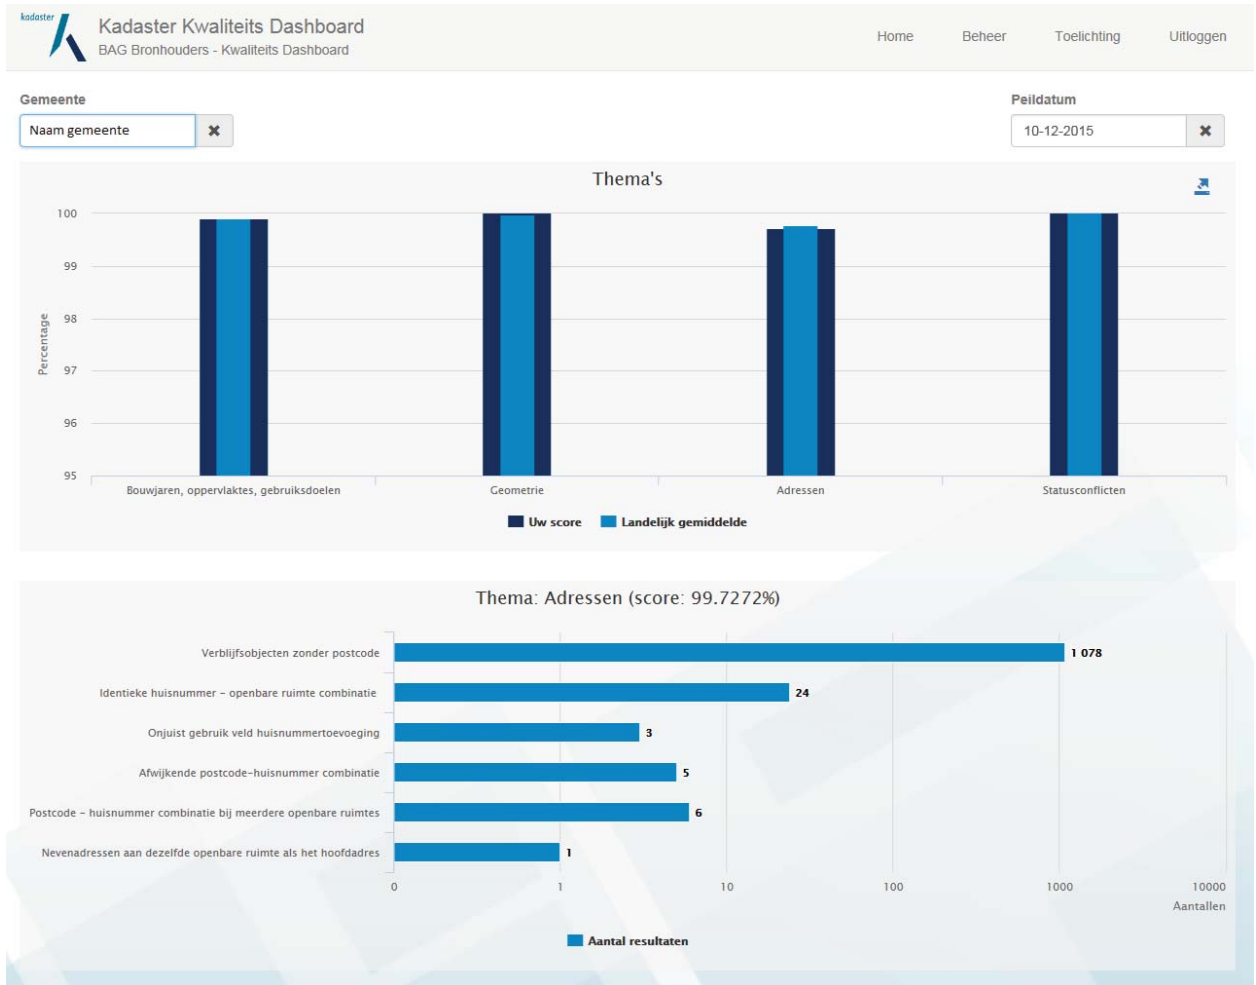 kadaster
Kadaster Kwaliteits Dashboard
BAG Bronhouders - Kwaliteits Dashboard
Home Beheer Toelichting Uitloggen
Gemeente
Peildatum
Naam gemeente
10-12-2015
Thema's
100
99
98
97
96
95
Percentage
Bouwjaren, oppervlaktes, gebruiksdoelen Geometrie Adressen Statusconflicten
Uw score Landelijk gemiddelde
Thema: Adressen (score: 99.7272%)
Verblijfsobjecten zonder postcode 1 078
Identieke huisnummer - openbare ruimte combinatie 24
Onjuist gebruik veld huisnummertoevoeging 3
Afwijkende postcode-huisnummer combinatie 5
Postcode - huisnummer combinatie bij meerdere openbare ruimtes 6
Nevenadressen aan dezelfde openbare ruimte als het hoofdadres 1
0 1 10 100 1000 10000
Aantallen
Aantal resultaten